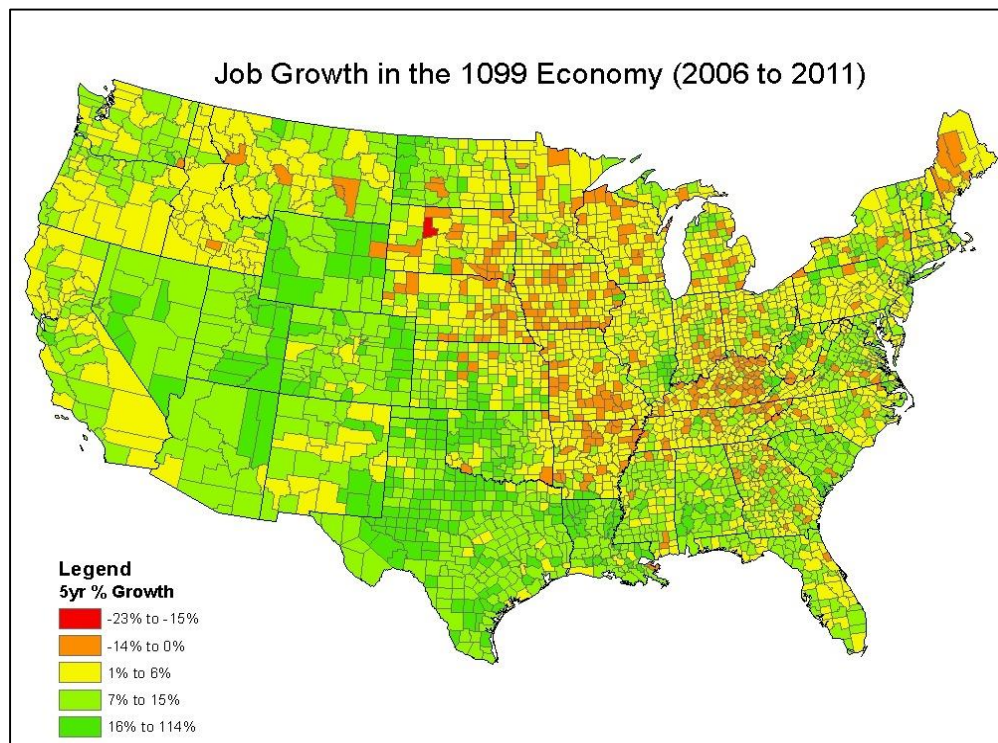 Job Growth in the 1099 Economy (2006 to 2011)
Legend
5yr % Growth
-23% to -15%
-14% to 0%
1% to 6%
7% to 15%
16% to 114%